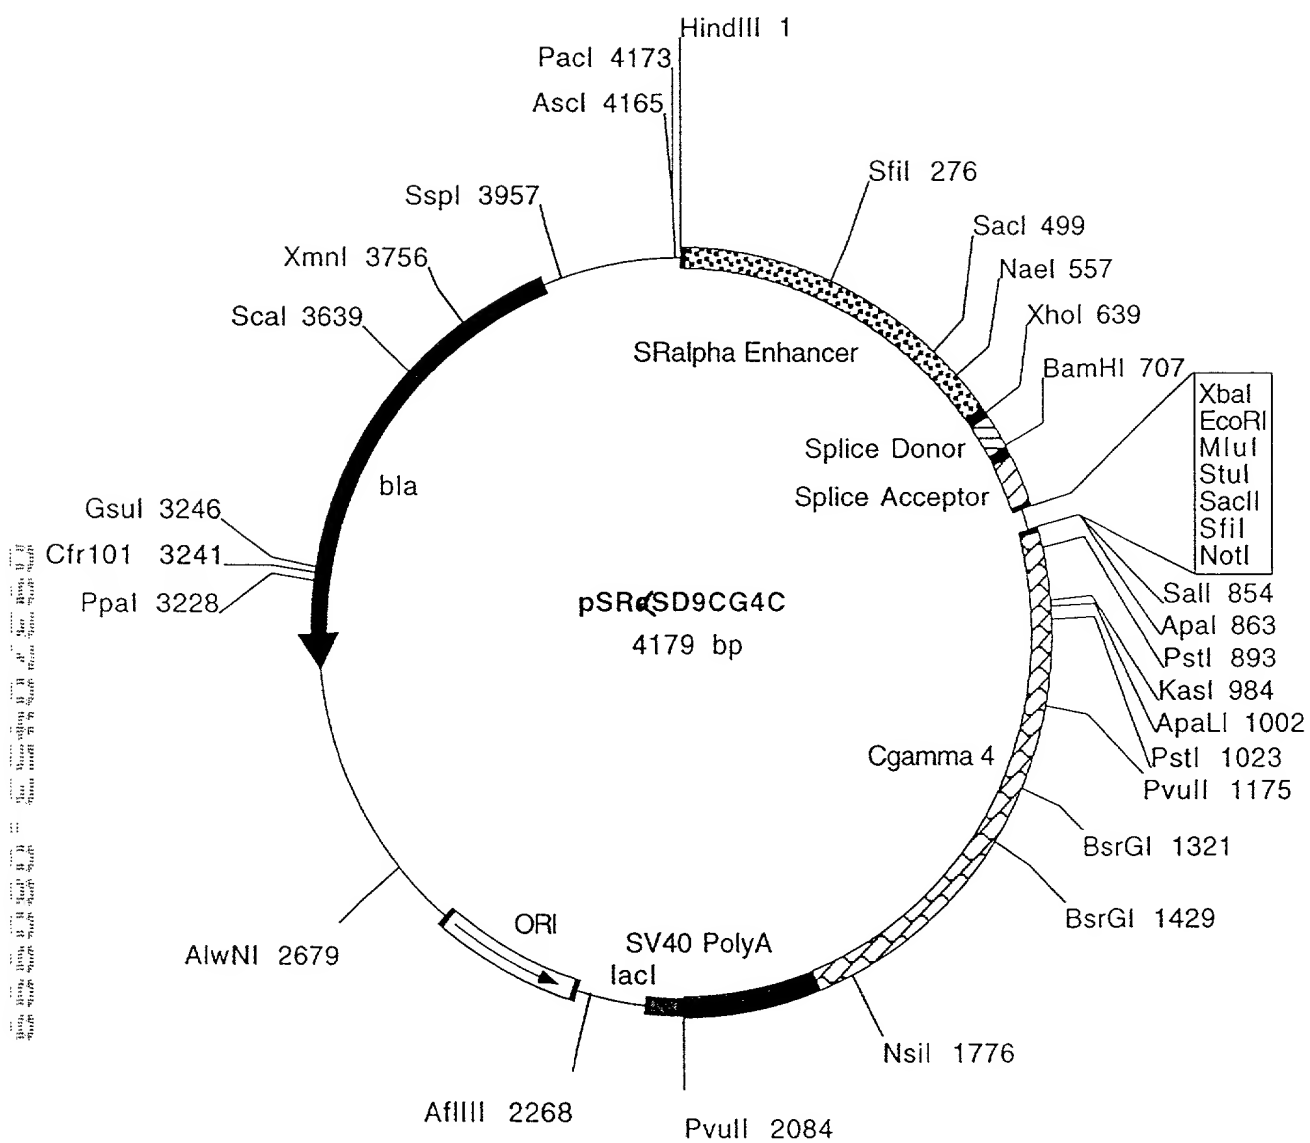 HindIII 1
PacI 4173
AscI 4165
SfiI 276
SspI 3957
SacI 499
XmnI 3756
NaeI 557
ScaI 3639
XhoI 639
SRalpha Enhancer
BamHI 707
XbaI
EcoRI
MluI
StuI
SacII
SfiI
NotI
Splice Donor
Splice Acceptor
bla
GsuI 3246
Cfr101 3241
PpaI 3228
pSRαSD9CG4C
4179 bp
SalI 854
ApaI 863
PstI 893
KasI 984
ApaLI 1002
PstI 1023
PvuII 1175
Cgamma 4
BsrGI 1321
BsrGI 1429
ORI
SV40 PolyA
lacI
AlwNI 2679
NsiI 1776
AflIII 2268
PvuII 2084